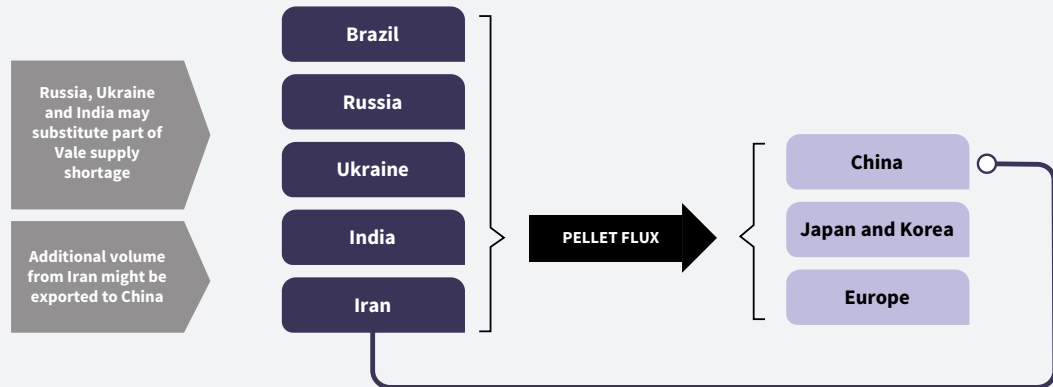 Russia, Ukraine
and India may
substitute part of
Vale supply
shortage
Additional volume
from Iran might be
exported to China
Brazil
Russia
Ukraine
India
Iran
PELLET FLUX
China
Japan and Korea
Europe